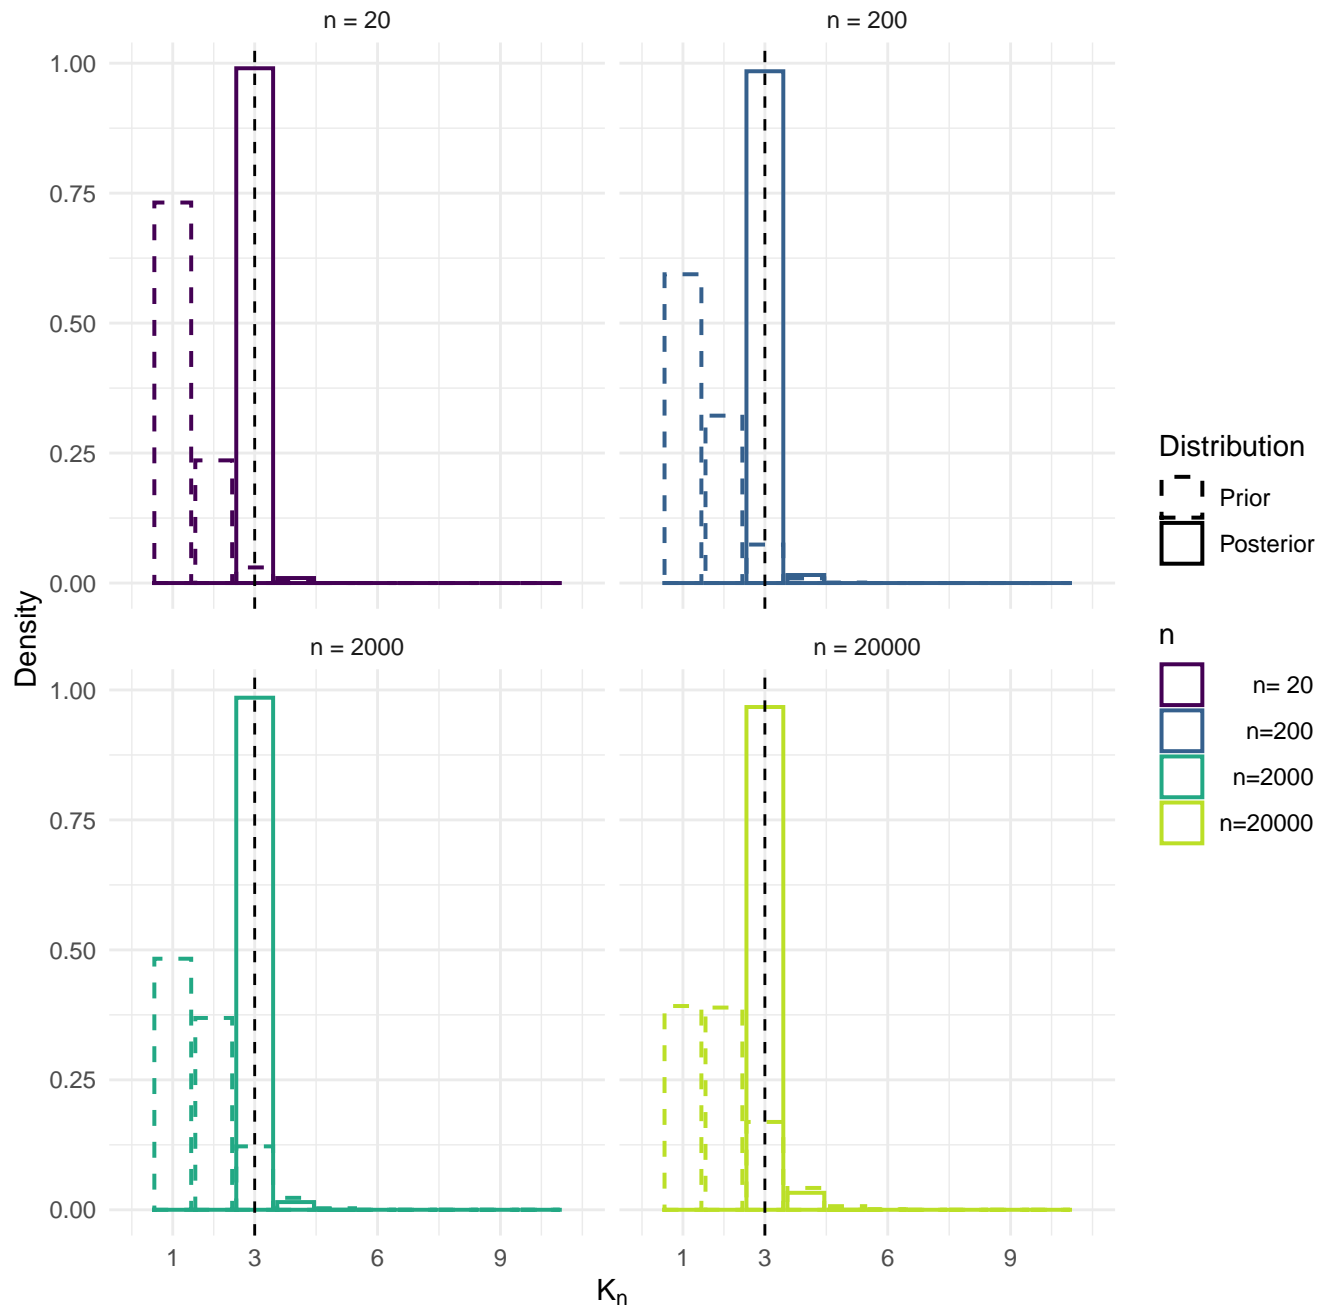 n = 20
n = 200
1.00
0.75
0.50
0.25
0.00
n = 2000
n = 20000
1.00
0.75
0.50
0.25
0.00
1 3 6 9
1 3 6 9
Density
Kn
Distribution
Prior
Posterior
n
n= 20
n=200
n=2000
n=20000